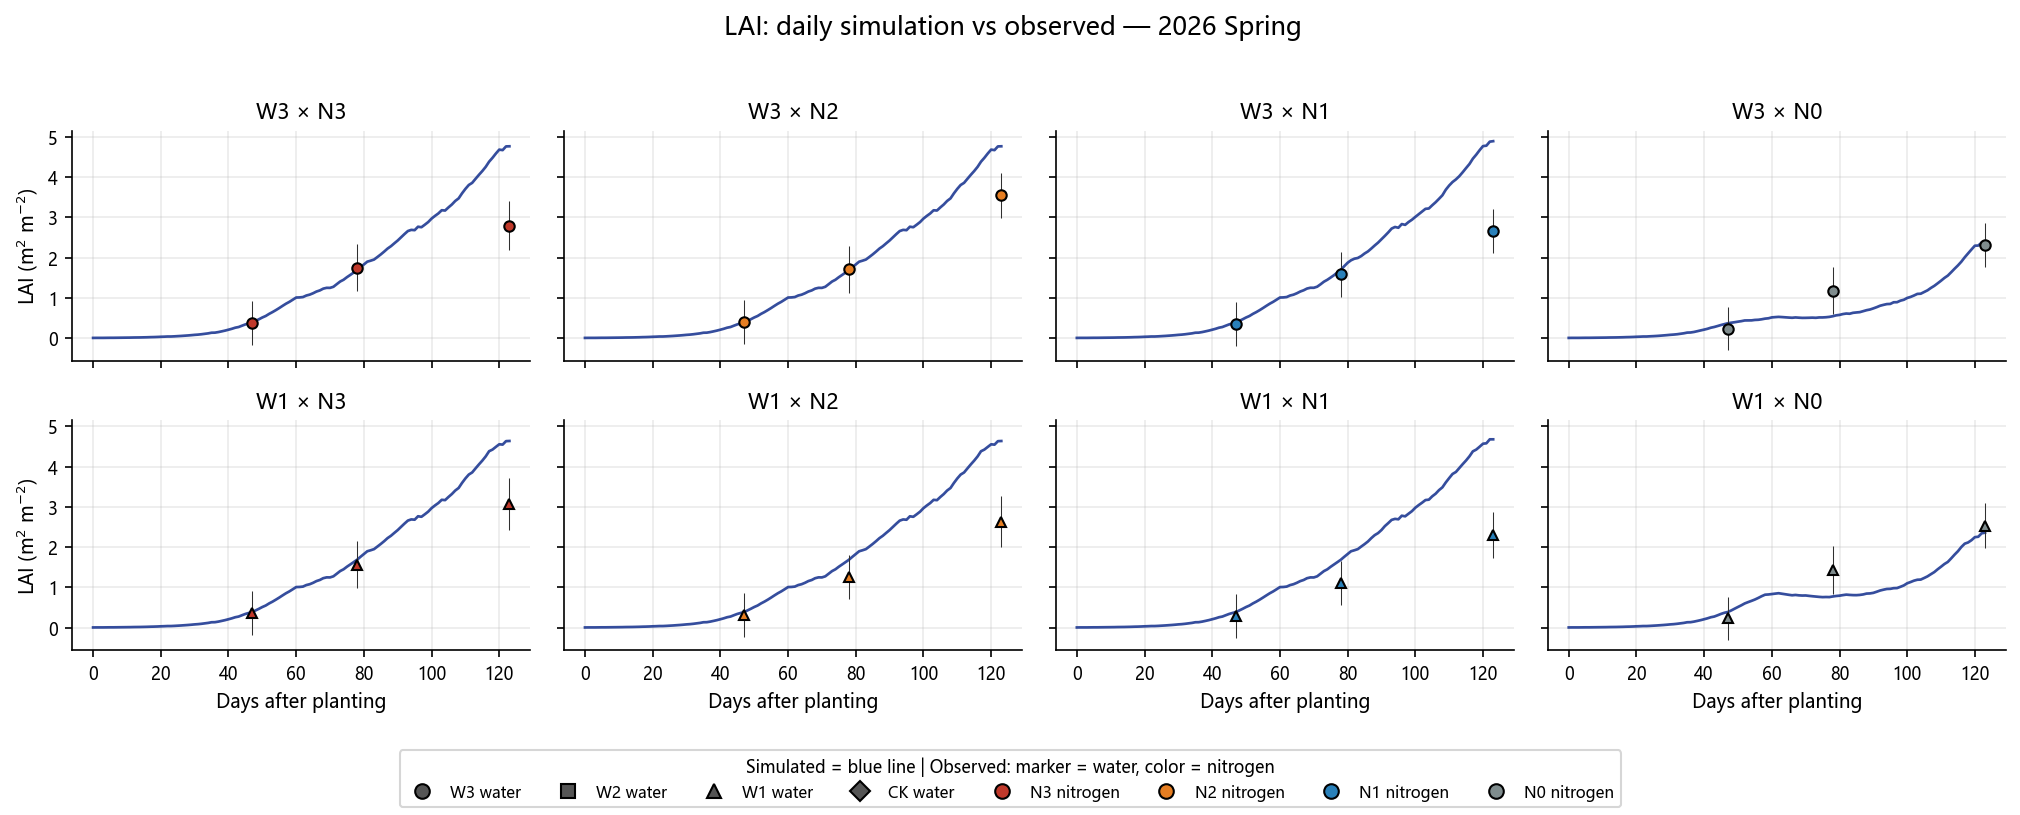 LAI: daily simulation vs observed — 2026 Spring
W3 × N3
W3 × N2
W3 × N1
W3 × N0
LAI (m² m⁻²)
5
4
3
2
1
0
W1 × N3
W1 × N2
W1 × N1
W1 × N0
LAI (m² m⁻²)
5
4
3
2
1
0
0 20 40 60 80 100 120
0 20 40 60 80 100 120
0 20 40 60 80 100 120
0 20 40 60 80 100 120
Days after planting
Days after planting
Days after planting
Days after planting
Simulated = blue line | Observed: marker = water, color = nitrogen
W3 water W2 water W1 water CK water N3 nitrogen N2 nitrogen N1 nitrogen N0 nitrogen